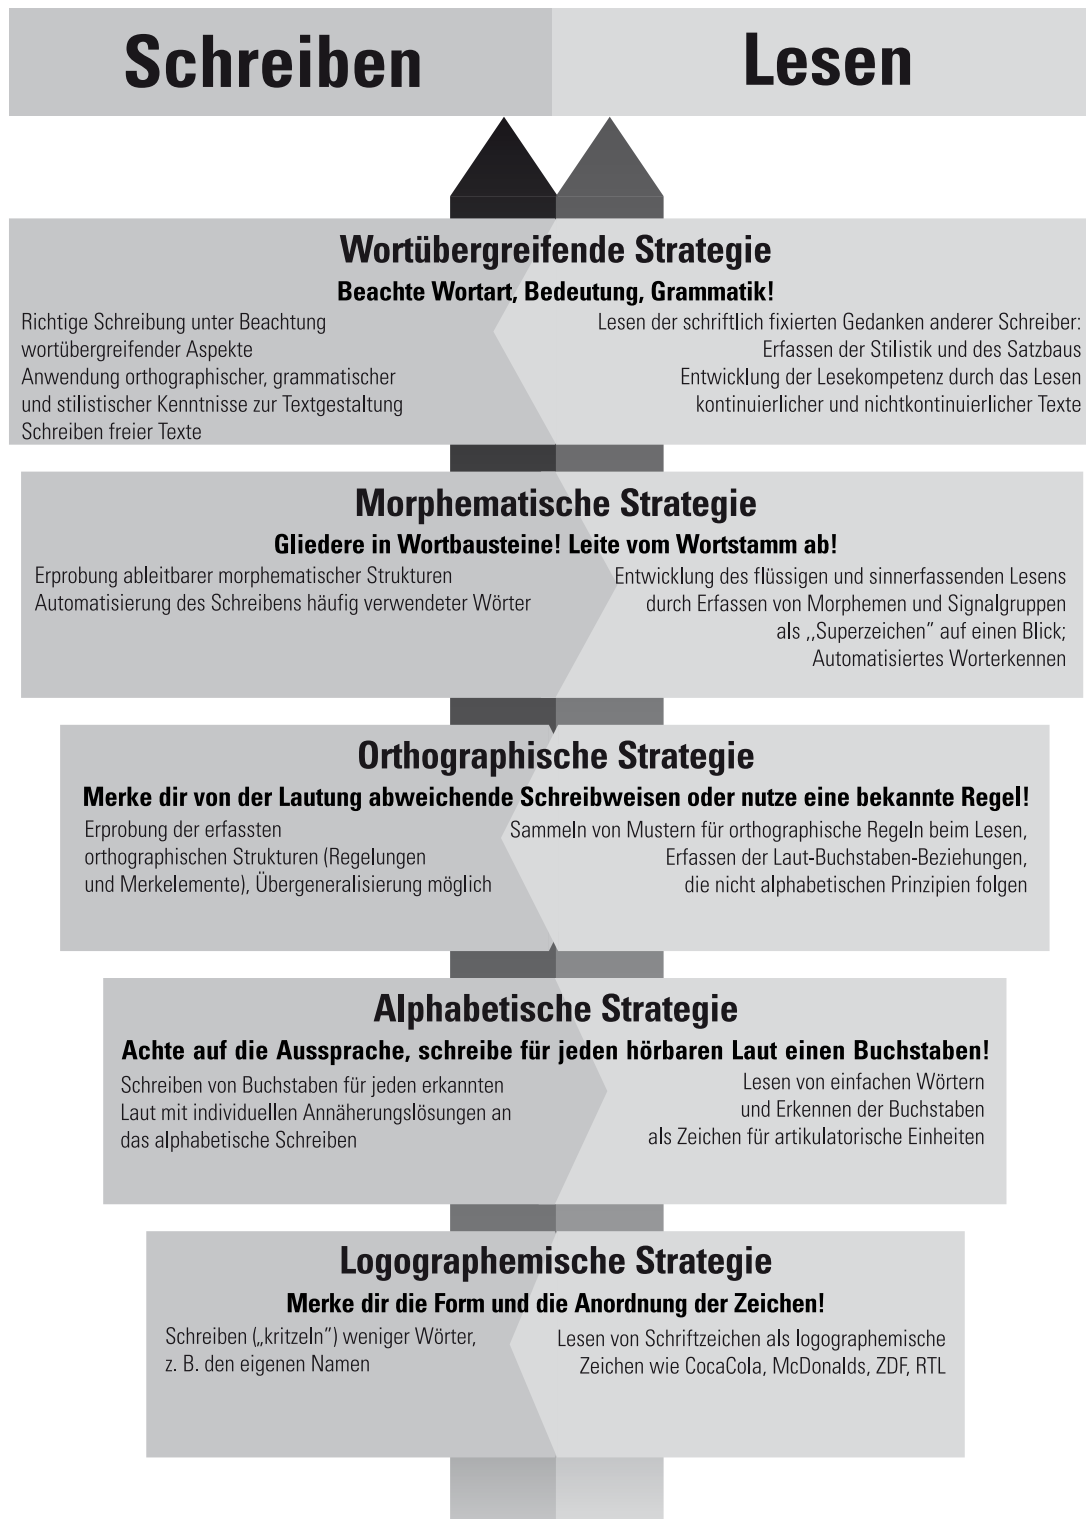 Schreiben
Lesen
Wortübergreifende Strategie
Beachte Wortart, Bedeutung, Grammatik!
Richtige Schreibung unter Beachtung
wortübergreifender Aspekte
Anwendung orthographischer, grammatischer
und stilistischer Kenntnisse zur Textgestaltung
Schreiben freier Texte
Lesen der schriftlich fixierten Gedanken anderer Schreiber:
Erfassen der Stilistik und des Satzbaus
Entwicklung der Lesekompetenz durch das Lesen
kontinuierlicher und nichtkontinuierlicher Texte
Morphematische Strategie
Gliedere in Wortbausteine! Leite vom Wortstamm ab!
Erprobung ableitbarer morphematischer Strukturen
Automatisierung des Schreibens häufig verwendeter Wörter
Entwicklung des flüssigen und sinnerfassenden Lesens
durch Erfassen von Morphemen und Signalgruppen
als ,,Superzeichen” auf einen Blick;
Automatisiertes Worterkennen
Orthographische Strategie
Merke dir von der Lautung abweichende Schreibweisen oder nutze eine bekannte Regel!
Erprobung der erfassten
orthographischen Strukturen (Regelungen
und Merkelemente), Übergeneralisierung möglich
Sammeln von Mustern für orthographische Regeln beim Lesen,
Erfassen der Laut-Buchstaben-Beziehungen,
die nicht alphabetischen Prinzipien folgen
Alphabetische Strategie
Achte auf die Aussprache, schreibe für jeden hörbaren Laut einen Buchstaben!
Schreiben von Buchstaben für jeden erkannten
Laut mit individuellen Annäherungslösungen an
das alphabetische Schreiben
Lesen von einfachen Wörtern
und Erkennen der Buchstaben
als Zeichen für artikulatorische Einheiten
Logographemische Strategie
Merke dir die Form und die Anordnung der Zeichen!
Schreiben („kritzeln”) weniger Wörter,
z. B. den eigenen Namen
Lesen von Schriftzeichen als logographemische
Zeichen wie CocaCola, McDonalds, ZDF, RTL